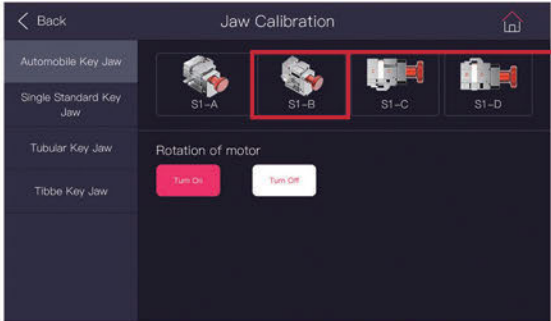 Back
Jaw Calibration
Automobile Key Jaw
Single Standard Key
Jaw
Tubular Key Jaw
Tibbe Key Jaw
S1-A
S1-B
S1-C
S1-D
Rotation of motor
Turn On
Turn Off